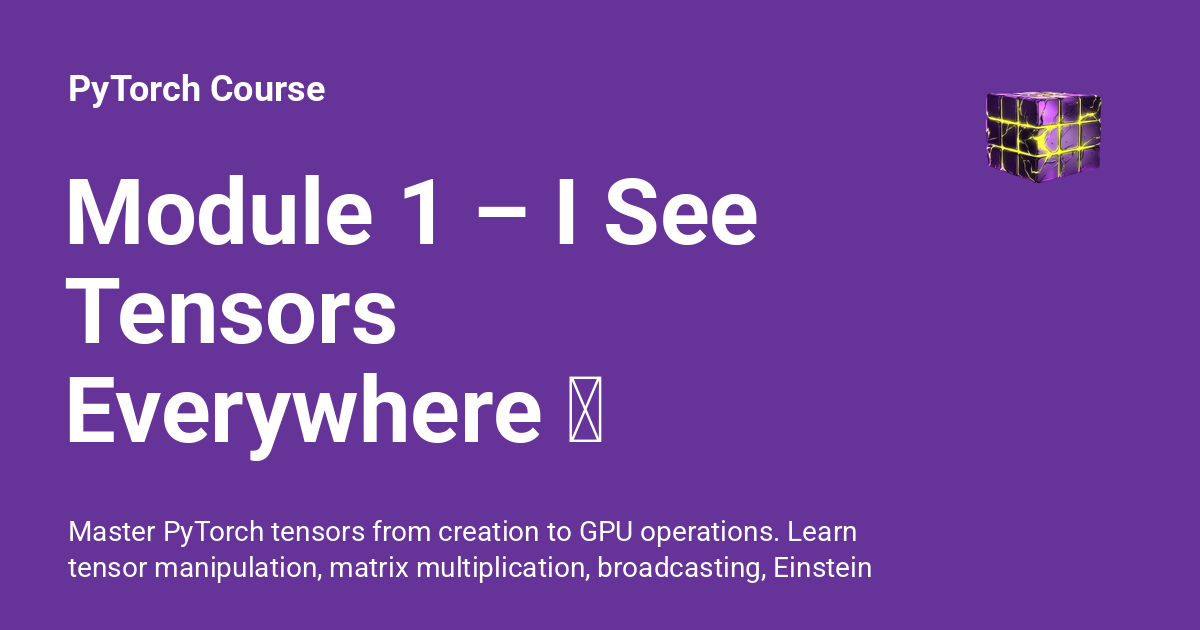 PyTorch Course
Module 1 – I See
Tensors
Everywhere
Master PyTorch tensors from creation to GPU operations. Learn
tensor manipulation, matrix multiplication, broadcasting, Einstein